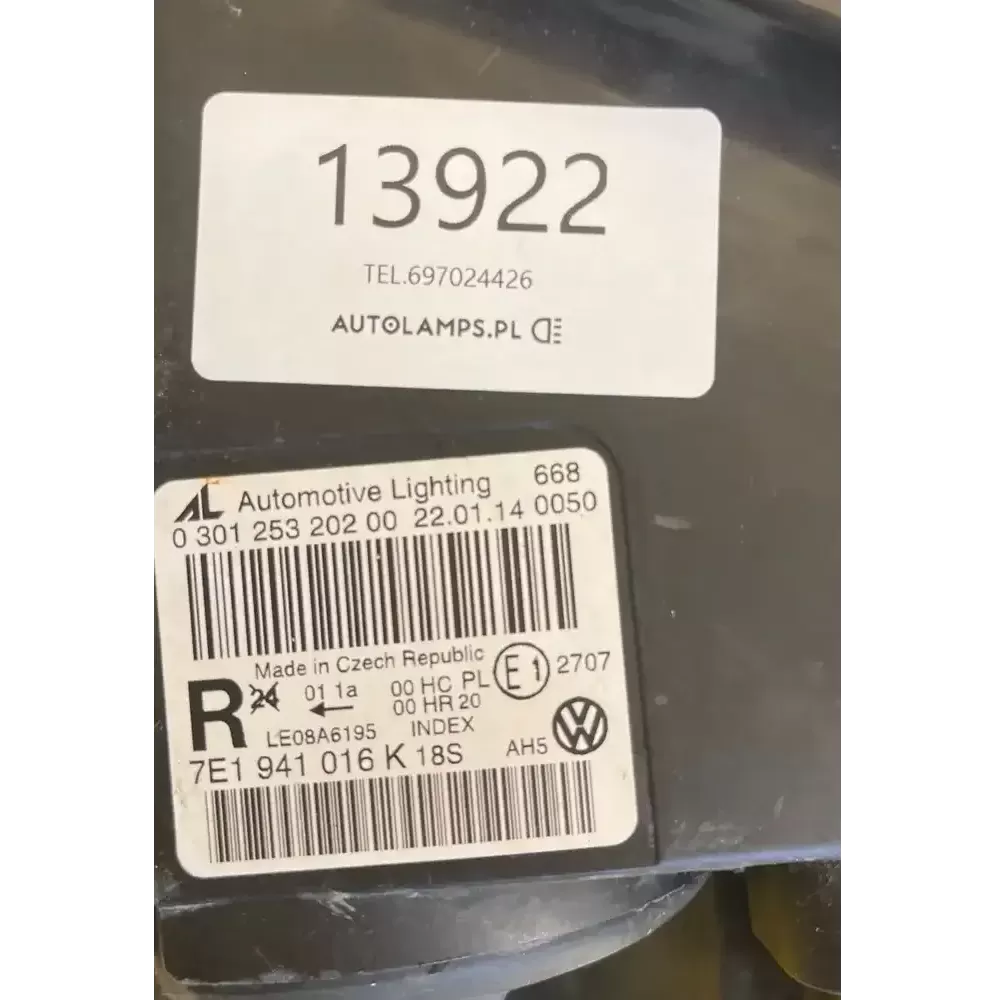 13922
TEL.697024426
AUTOLAMPS.PL
AL Automotive Lighting 668
0 301 253 202 00 22.01.14 0050
Made in Czech Republic
R 24 01 1a 00 HC PL E1 2707
00 HR 20
LE08A6195 INDEX
7E1 941 016 K 18S AH5 VW